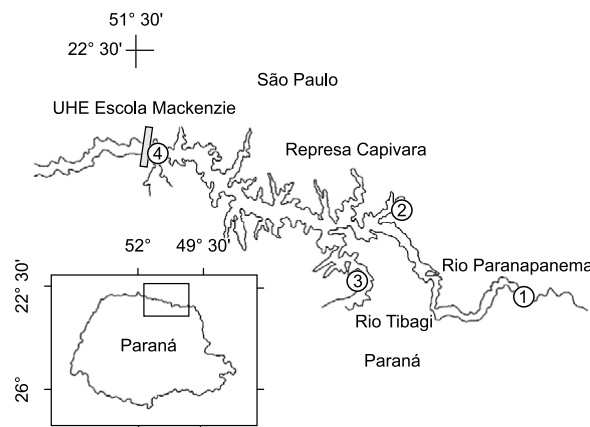 51° 30'
22° 30'
São Paulo
UHE Escola Mackenzie
4
Represa Capivara
2
52° 49° 30'
Rio Paranapanema
22° 30'
3
1
Rio Tibagi
Paraná
Paraná
26°